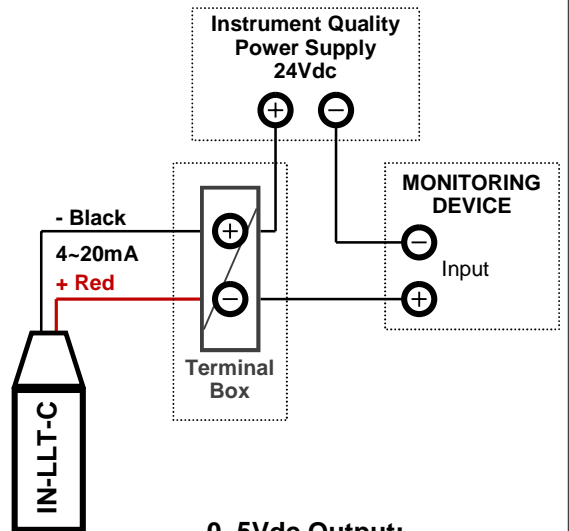 Instrument Quality
Power Supply
24Vdc
+ −
MONITORING
DEVICE
- Black
+
4~20mA
−
Input
+ Red
−
+
Terminal
Box
IN-LLT-C